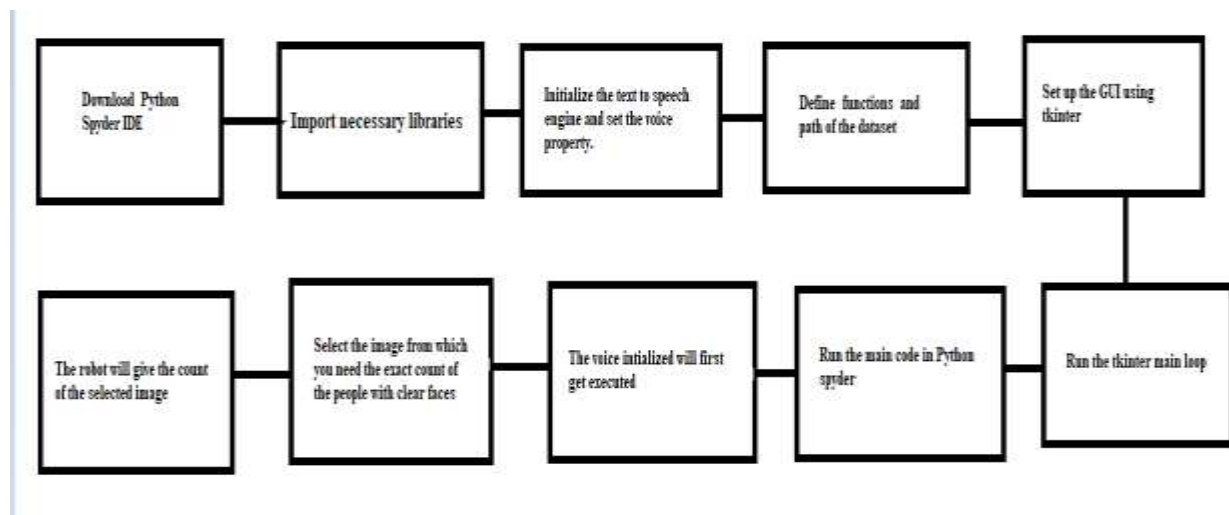 Download Python
Spyder IDE
Import necessary libraries
Initialize the text to speech
engine and set the voice
property.
Define functions and
path of the dataset
Set up the GUI using
tkinter
Run the tkinter main loop
Run the main code in Python
spyder
The voice intialized will first
get executed
Select the image from which
you need the exact count of
the people with clear faces
The robot will give the count
of the selected image